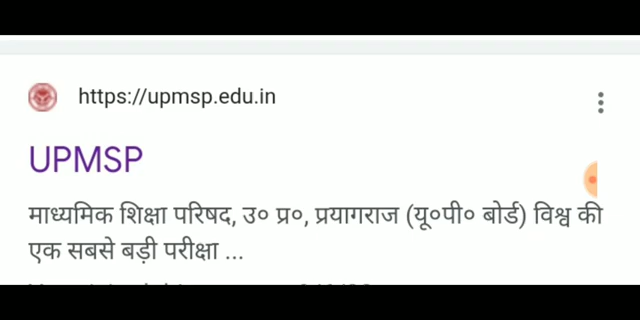 https://upmsp.edu.in
UPMSP
माध्यमिक शिक्षा परिषद, उ० प्र०, प्रयागराज (यू०पी० बोर्ड) विश्व की
एक सबसे बड़ी परीक्षा ...